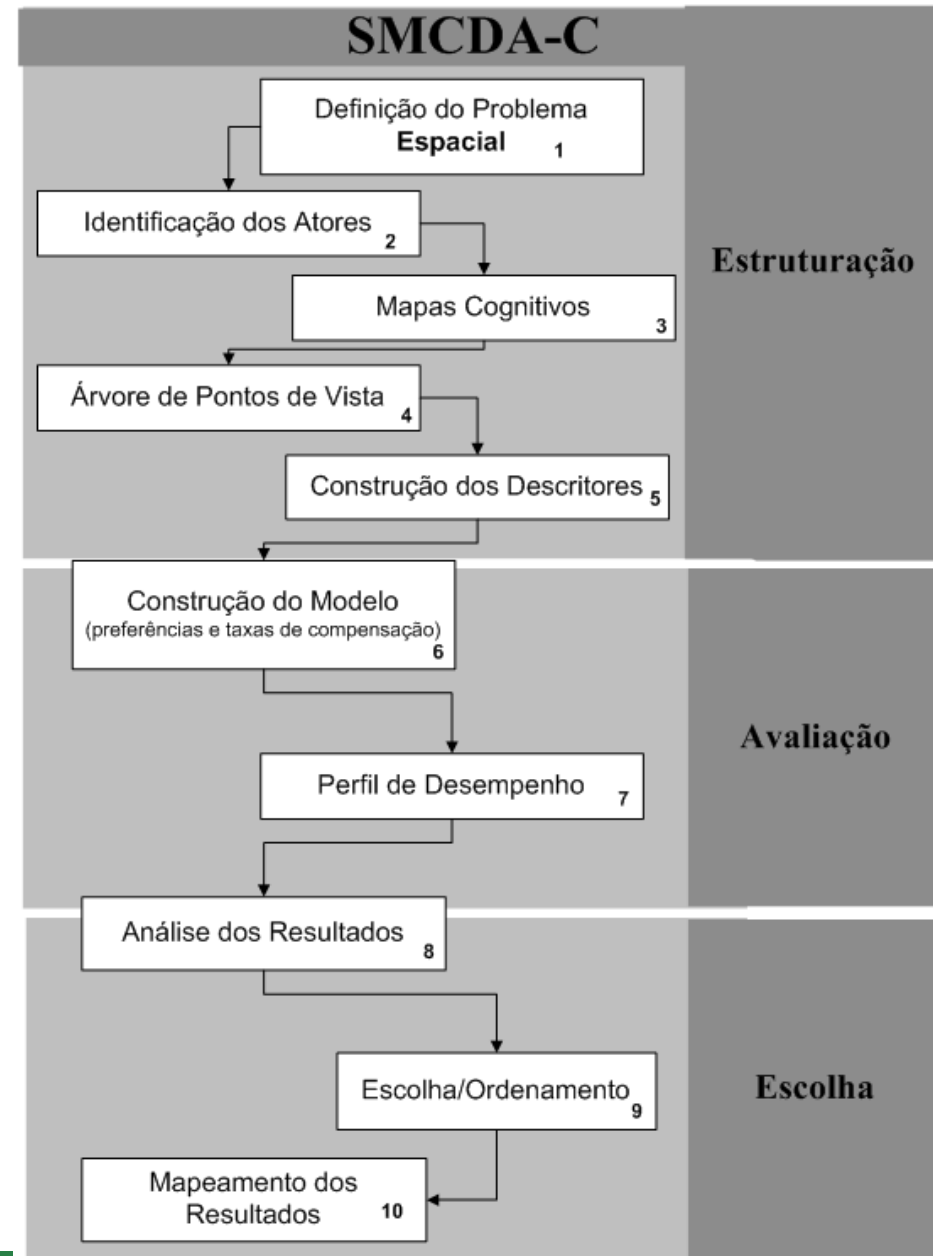 SMCDA-C
Definição do Problema
Espacial 1
Identificação dos Atores 2
Mapas Cognitivos 3
Árvore de Pontos de Vista 4
Construção dos Descritores 5
Estruturação
Construção do Modelo
(preferências e taxas de compensação)
6
Perfil de Desempenho 7
Avaliação
Análise dos Resultados 8
Escolha/Ordenamento 9
Mapeamento dos
Resultados 10
Escolha